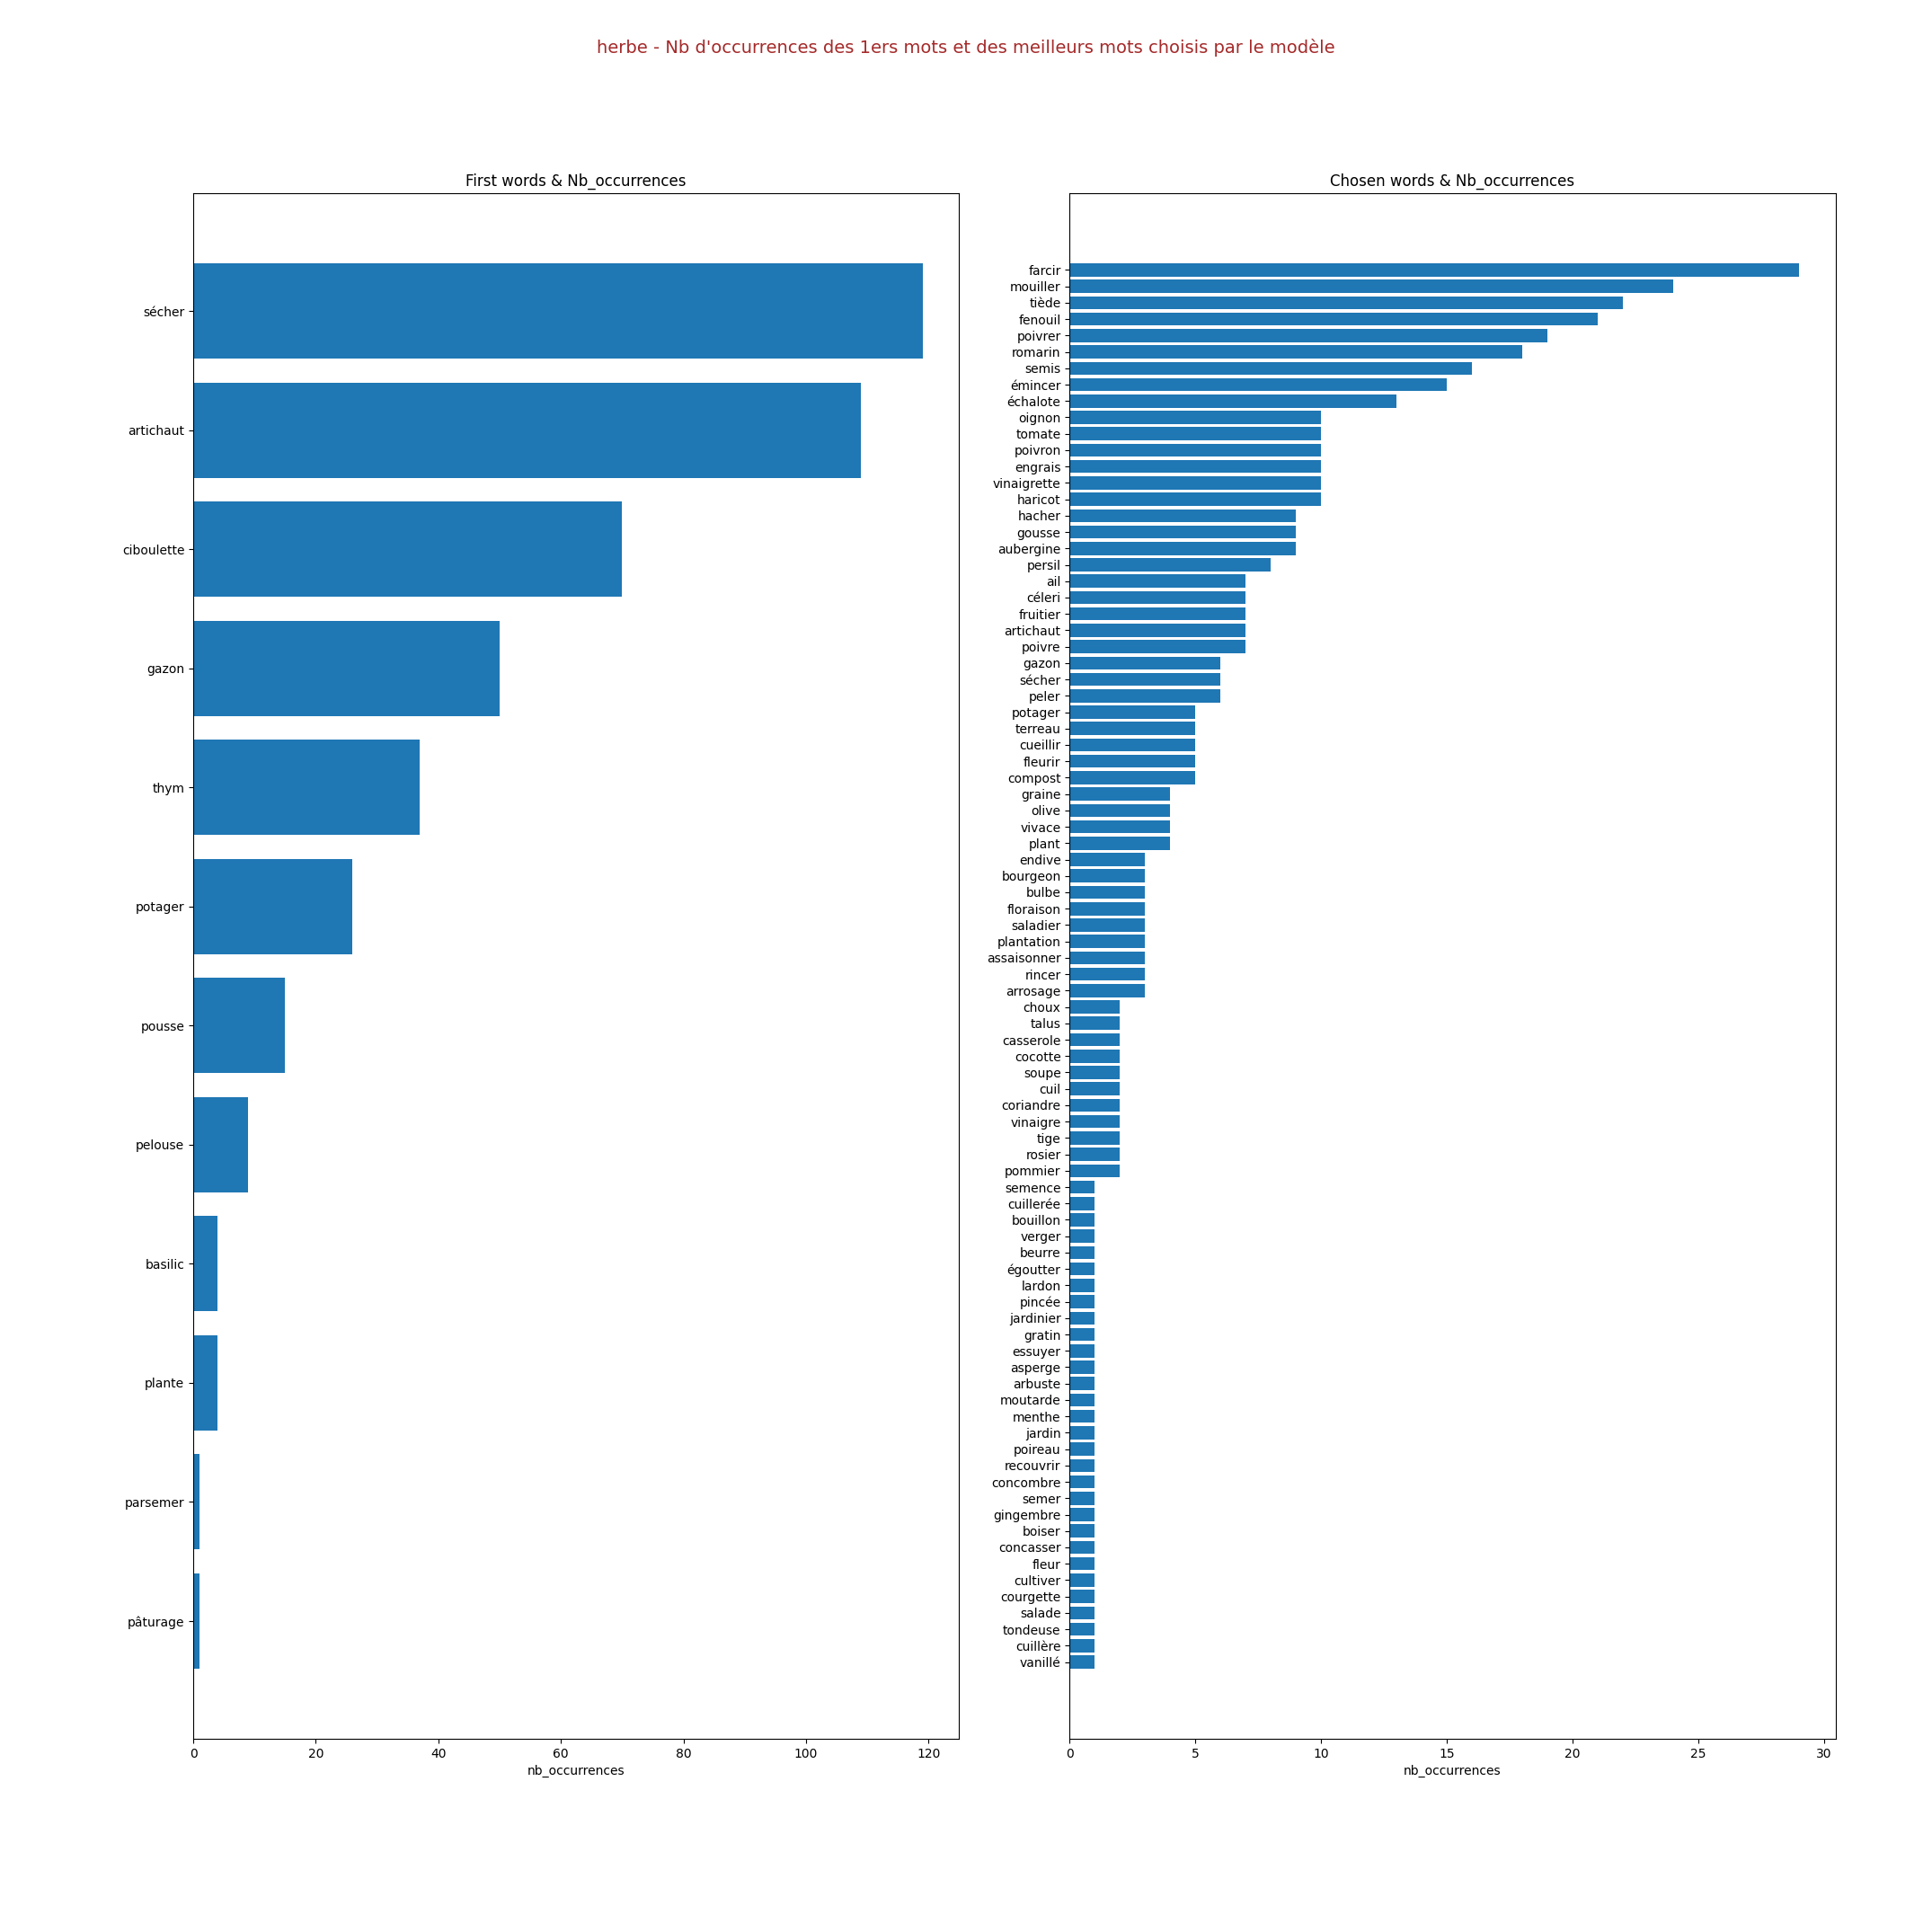 herbe - Nb d'occurrences des 1ers mots et des meilleurs mots choisis par le modèle
First words & Nb_occurrences
sécher
artichaut
ciboulette
gazon
thym
potager
pousse
pelouse
basilic
plante
parsemer
pâturage
0 20 40 60 80 100 120
nb_occurrences
Chosen words & Nb_occurrences
farcir
mouiller
tiède
fenouil
poivrer
romarin
semis
émincer
échalote
oignon
tomate
poivron
engrais
vinaigrette
haricot
hacher
gousse
aubergine
persil
ail
céleri
fruitier
artichaut
poivre
gazon
sécher
peler
potager
terreau
cueillir
fleurir
compost
graine
olive
vivace
plant
endive
bourgeon
bulbe
floraison
saladier
plantation
assaisonner
rincer
arrosage
choux
talus
casserole
cocotte
soupe
cuil
coriandre
vinaigre
tige
rosier
pommier
semence
cuillerée
bouillon
verger
beurre
égoutter
lardon
pincée
jardinier
gratin
essuyer
asperge
arbuste
moutarde
menthe
jardin
poireau
recouvrir
concombre
semer
gingembre
boiser
concasser
fleur
cultiver
courgette
salade
tondeuse
cuillère
vanillé
0 5 10 15 20 25 30
nb_occurrences